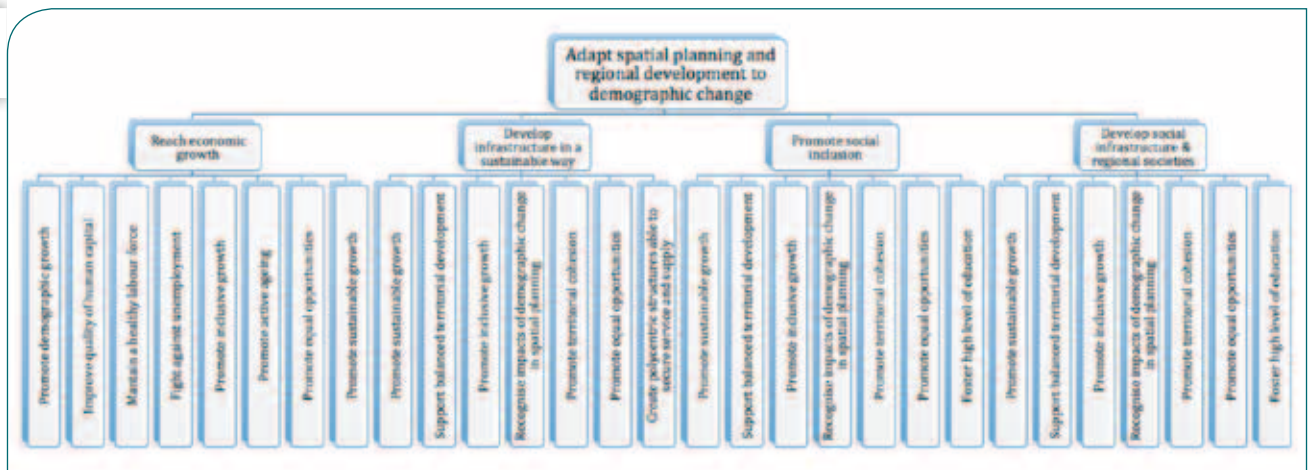 Adapt spatial planning and
regional development to
demographic change
Reach economic
growth
Develop
infrastructure in a
sustainable way
Promote social
inclusion
Develop social
infrastructure &
regional societies
Promote demographic growth
Improve quality of human capital
Maintain a healthy labour force
Fight against unemployment
Promote inclusive growth
Promote active ageing
Promote equal opportunities
Promote sustainable growth
Promote sustainable growth
Support balanced territorial development
Promote inclusive growth
Recognise impacts of demographic change
in spatial planning
Promote territorial cohesion
Promote equal opportunities
Create polycentric structures able to
secure service and supply
Promote sustainable growth
Support balanced territorial development
Promote inclusive growth
Recognise impacts of demographic change
in spatial planning
Promote territorial cohesion
Promote equal opportunities
Foster high level of education
Promote sustainable growth
Support balanced territorial development
Promote inclusive growth
Recognise impacts of demographic change
in spatial planning
Promote territorial cohesion
Promote equal opportunities
Foster high level of education